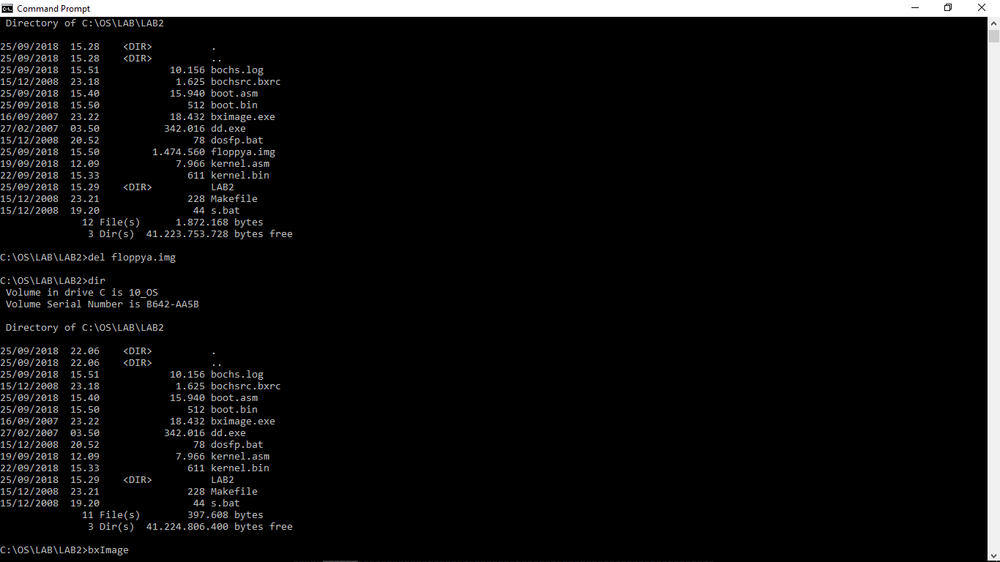 Command Prompt
 Directory of C:\OS\LAB\LAB2

25/09/2018  15.28    <DIR>          .
25/09/2018  15.28    <DIR>          ..
25/09/2018  15.51            10.156 bochs.log
15/12/2008  23.18             1.625 bochsrc.bxrc
25/09/2018  15.40            15.940 boot.asm
25/09/2018  15.50               512 boot.bin
16/09/2007  23.22            18.432 bximage.exe
27/02/2007  03.50           342.016 dd.exe
15/12/2008  20.52                78 dosfp.bat
25/09/2018  15.50         1.474.560 floppya.img
19/09/2018  12.09             7.966 kernel.asm
22/09/2018  15.33               611 kernel.bin
25/09/2018  15.29    <DIR>          LAB2
15/12/2008  23.21               228 Makefile
15/12/2008  19.20                44 s.bat
              12 File(s)      1.872.168 bytes
               3 Dir(s)  41.223.753.728 bytes free

C:\OS\LAB\LAB2>del floppya.img

C:\OS\LAB\LAB2>dir
 Volume in drive C is 10_OS
 Volume Serial Number is B642-AA5B

 Directory of C:\OS\LAB\LAB2

25/09/2018  22.06    <DIR>          .
25/09/2018  22.06    <DIR>          ..
25/09/2018  15.51            10.156 bochs.log
15/12/2008  23.18             1.625 bochsrc.bxrc
25/09/2018  15.40            15.940 boot.asm
25/09/2018  15.50               512 boot.bin
16/09/2007  23.22            18.432 bximage.exe
27/02/2007  03.50           342.016 dd.exe
15/12/2008  20.52                78 dosfp.bat
19/09/2018  12.09             7.966 kernel.asm
22/09/2018  15.33               611 kernel.bin
25/09/2018  15.29    <DIR>          LAB2
15/12/2008  23.21               228 Makefile
15/12/2008  19.20                44 s.bat
              11 File(s)        397.608 bytes
               3 Dir(s)  41.224.806.400 bytes free

C:\OS\LAB\LAB2>bxImage